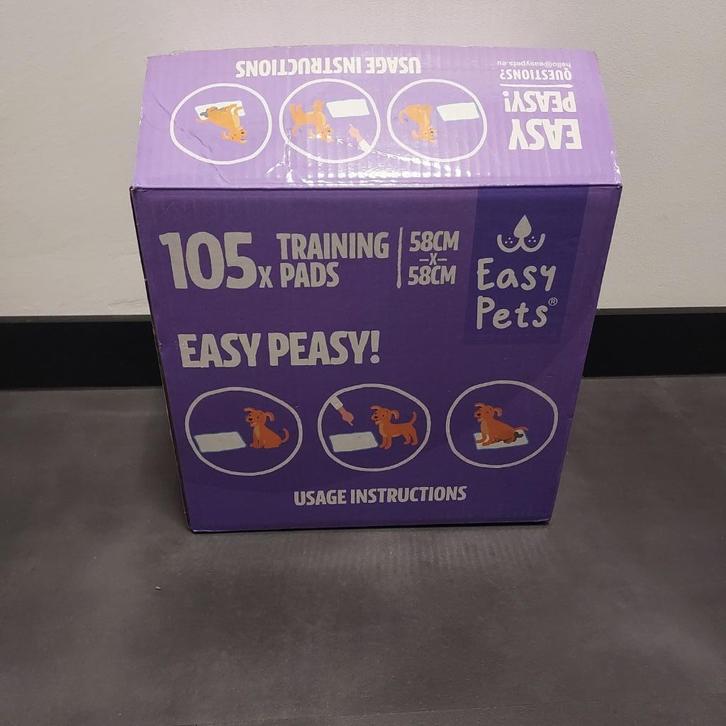 USAGE INSTRUCTIONS
EASY
PEASY!
QUESTIONS?
hello@easypets.eu
105x TRAINING PADS
58CM
-x-
58CM
Easy
Pets®
EASY PEASY!
USAGE INSTRUCTIONS